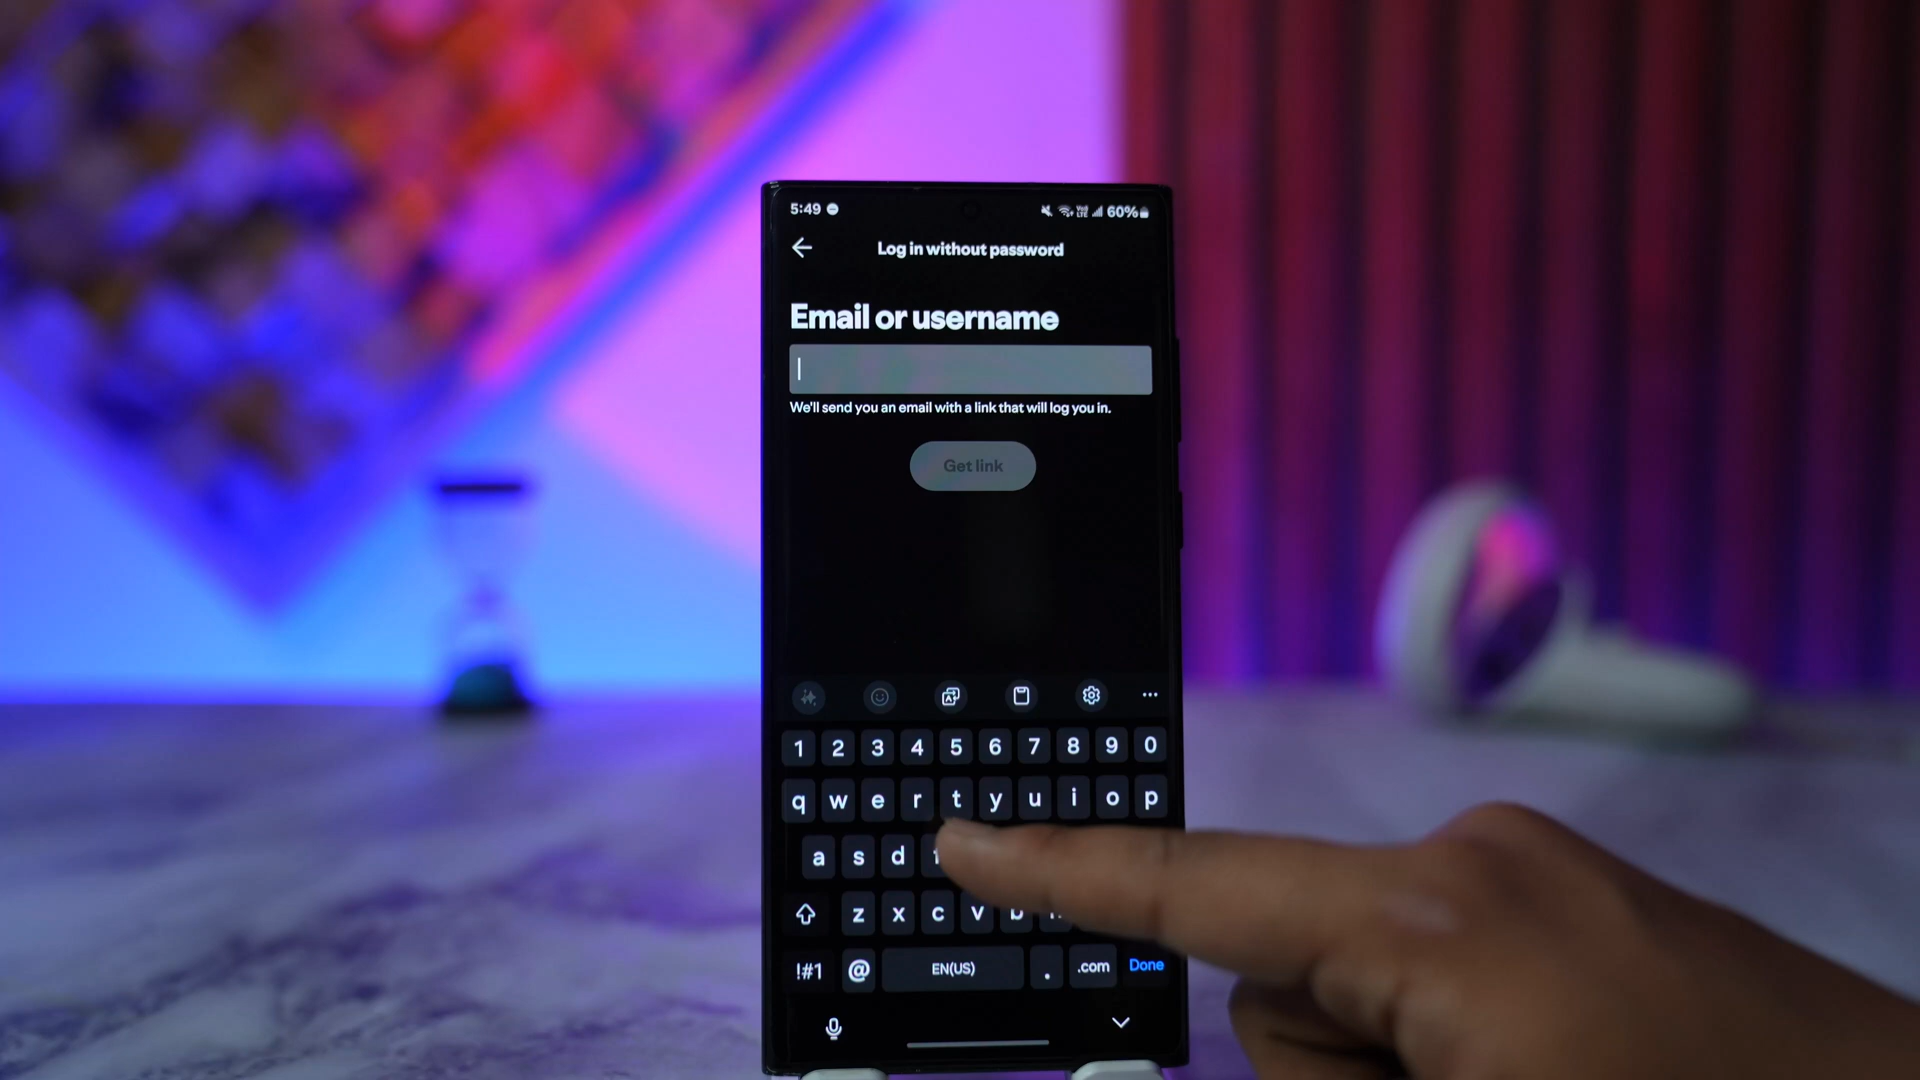 5:49 60%
Log in without password
Email or username
We'll send you an email with a link that will log you in.
Get link
1 2 3 4 5 6 7 8 9 0
q w e r t y u i o p
a s d
z x c v b
!#1 @ EN(US) . .com Done